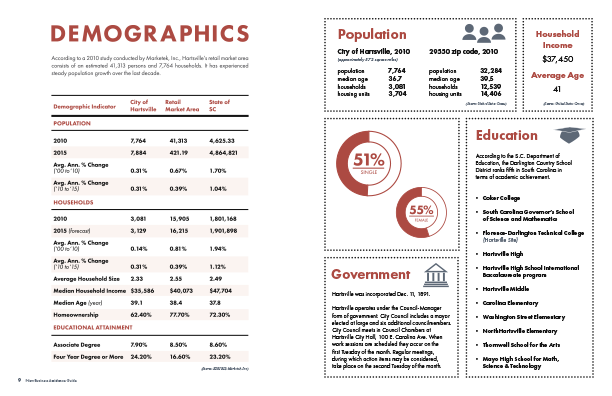 DEMOGRAPHICS
According to a 2010 study conducted by Marketek, Inc., Hartsville's retail market area
consists of an estimated 41,313 persons and 7,764 households. It has experienced
steady population growth over the last decade.
Demographic Indicator City of Hartsville Retail Market Area State of SC
POPULATION
2010 7,764 41,313 4,625.33
2015 7,884 421.19 4,864,821
Avg. Ann. % Change
('00 to '10) 0.31% 0.67% 1.70%
Avg. Ann. % Change
('10 to '15) 0.31% 0.39% 1.04%
HOUSEHOLDS
2010 3,081 15,905 1,801,168
2015 (forecast) 3,129 16,215 1,901,898
Avg. Ann. % Change
('00 to '10) 0.14% 0.81% 1.94%
Avg. Ann. % Change
('10 to '15) 0.31% 0.39% 1.12%
Average Household Size 2.33 2.55 2.49
Median Household Income $35,586 $40,073 $47,704
Median Age (year) 39.1 38.4 37.8
Homeownership 62.40% 77.70% 72.30%
EDUCATIONAL ATTAINMENT
Associate Degree 7.90% 8.50% 8.60%
Four Year Degree or More 24.20% 16.60% 23.20%
9
Population
City of Hartsville, 2010
(approximately 57.2 square miles)
population 7,764
median age 36.7
households 3,081
housing units 3,704
29550 zip code, 2010
population 32,284
median age 39.5
households 12,539
housing units 14,406
Household
Income
$37,450
Average Age
41
51%
SINGLE
55%
FEMALE
Government
Hartsville was incorporated Dec. 11, 1891.
Hartsville operates under the Council-Manager
form of government. City Council includes a mayor
elected at large and six additional councilmembers.
City Council meets in Council Chambers at
Hartsville City Hall, 100 E. Carolina Ave. When
work sessions are scheduled they occur on the
first Tuesday of the month. Regular meetings,
during which action items may be considered,
take place on the second Tuesday of the month.
Education
According to the S.C. Department of
Education, the Darlington County School
District ranks fifth in South Carolina in
terms of academic achievement.
• Coker College
• South Carolina Governor's School
of Science and Mathematics
• Florence-Darlington Technical College
(Hartsville Site)
• Hartsville High
• Hartsville High School International
Baccalaureate program
• Hartsville Middle
• Carolina Elementary
• Washington Street Elementary
• North Hartsville Elementary
• Thornwell School for the Arts
• Mayo High School for Math,
Science & Technology